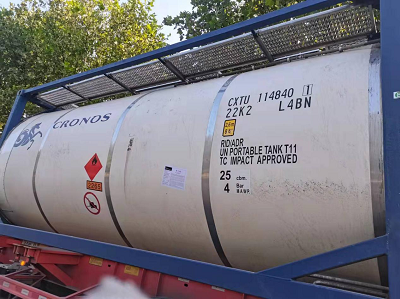 CRONOS
CXTU 114840 1
22K2 L4BN
RID/ADR
UN PORTABLE TANK T11
TC IMPACT APPROVED
25 cbm.
4 Bar
M.A.W.P.